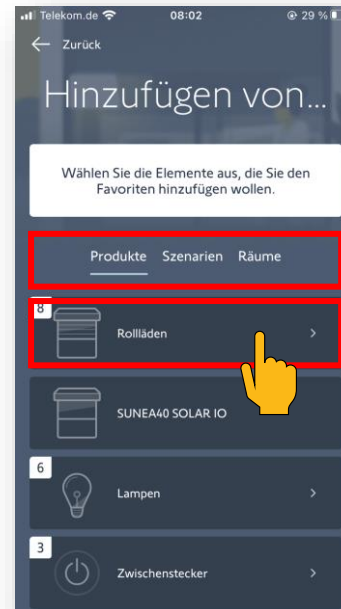 Telekom.de 08:02 29 %
Zurück
Hinzufügen von...
Wählen Sie die Elemente aus, die Sie den
Favoriten hinzufügen wollen.
Produkte Szenarien Räume
8
Rollläden
SUNEA40 SOLAR IO
6
Lampen
3
Zwischenstecker